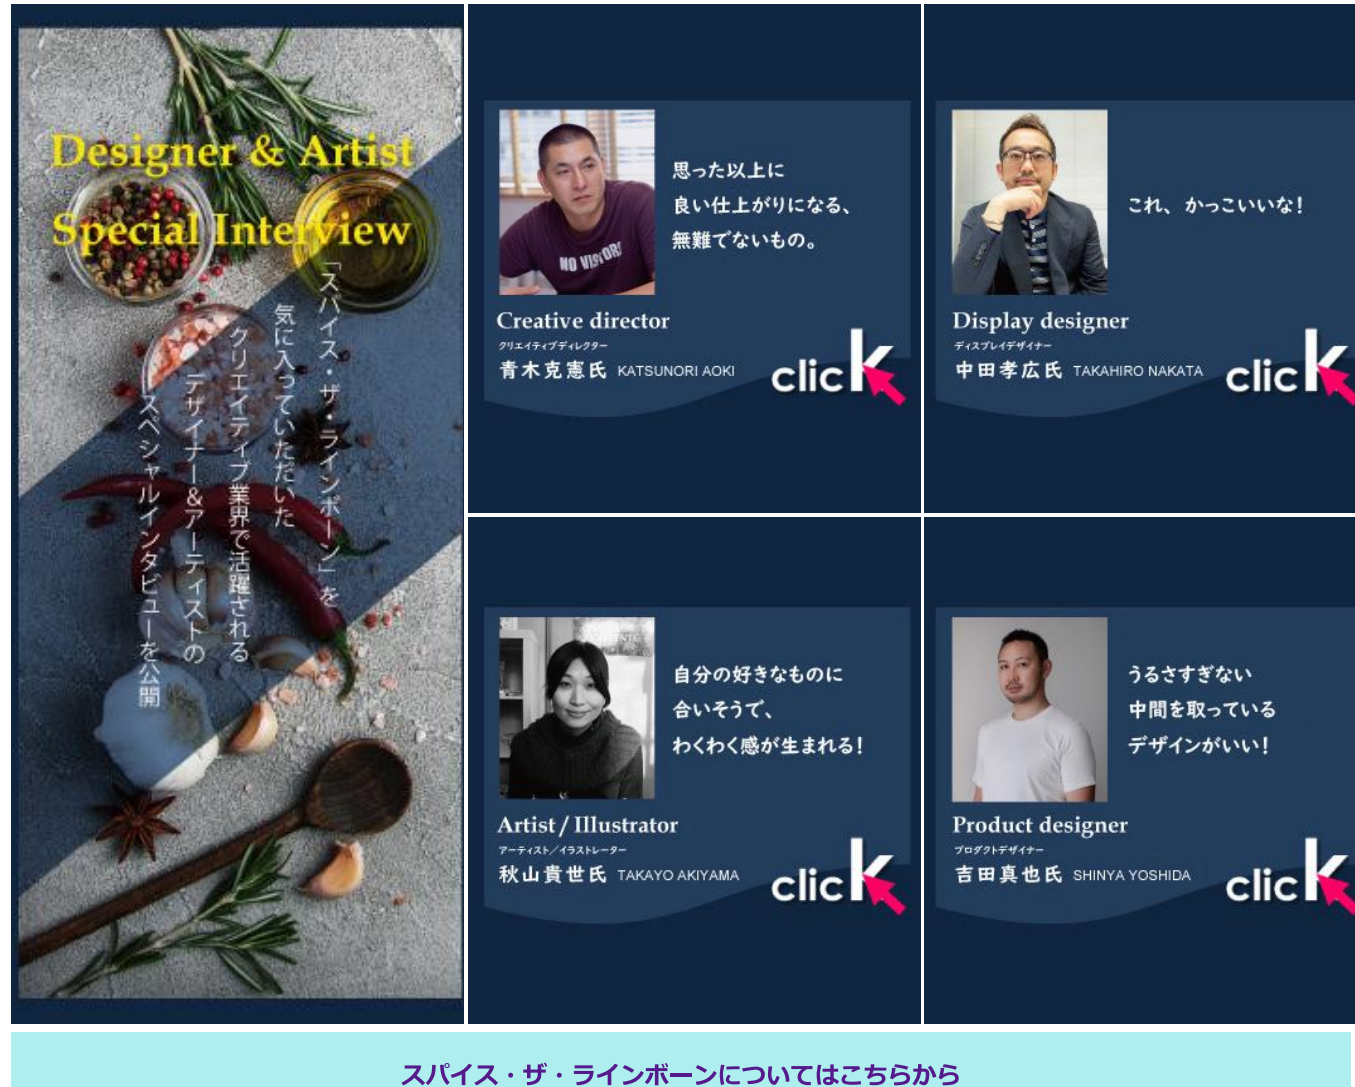 Designer & Artist
Special Interview
「スパイス・ザ・ラインボーン」を
気に入っていただいた
クリエイティブ業界で活躍される
デザイナー&アーティストの
スペシャルインタビューを公開
思った以上に
良い仕上がりになる、
無難でないもの。
NO VISITOR!
Creative director
クリエイティブディレクター
青木克憲氏 KATSUNORI AOKI
click
これ、かっこいいな!
Display designer
ディスプレイデザイナー
中田孝広氏 TAKAHIRO NAKATA
click
自分の好きなものに
合いそうで、
わくわく感が生まれる!
Artist / Illustrator
アーティスト/イラストレーター
秋山貴世氏 TAKAYO AKIYAMA
click
うるさすぎない
中間を取っている
デザインがいい!
Product designer
プロダクトデザイナー
吉田真也氏 SHINYA YOSHIDA
click
スパイス・ザ・ラインボーンについてはこちらから